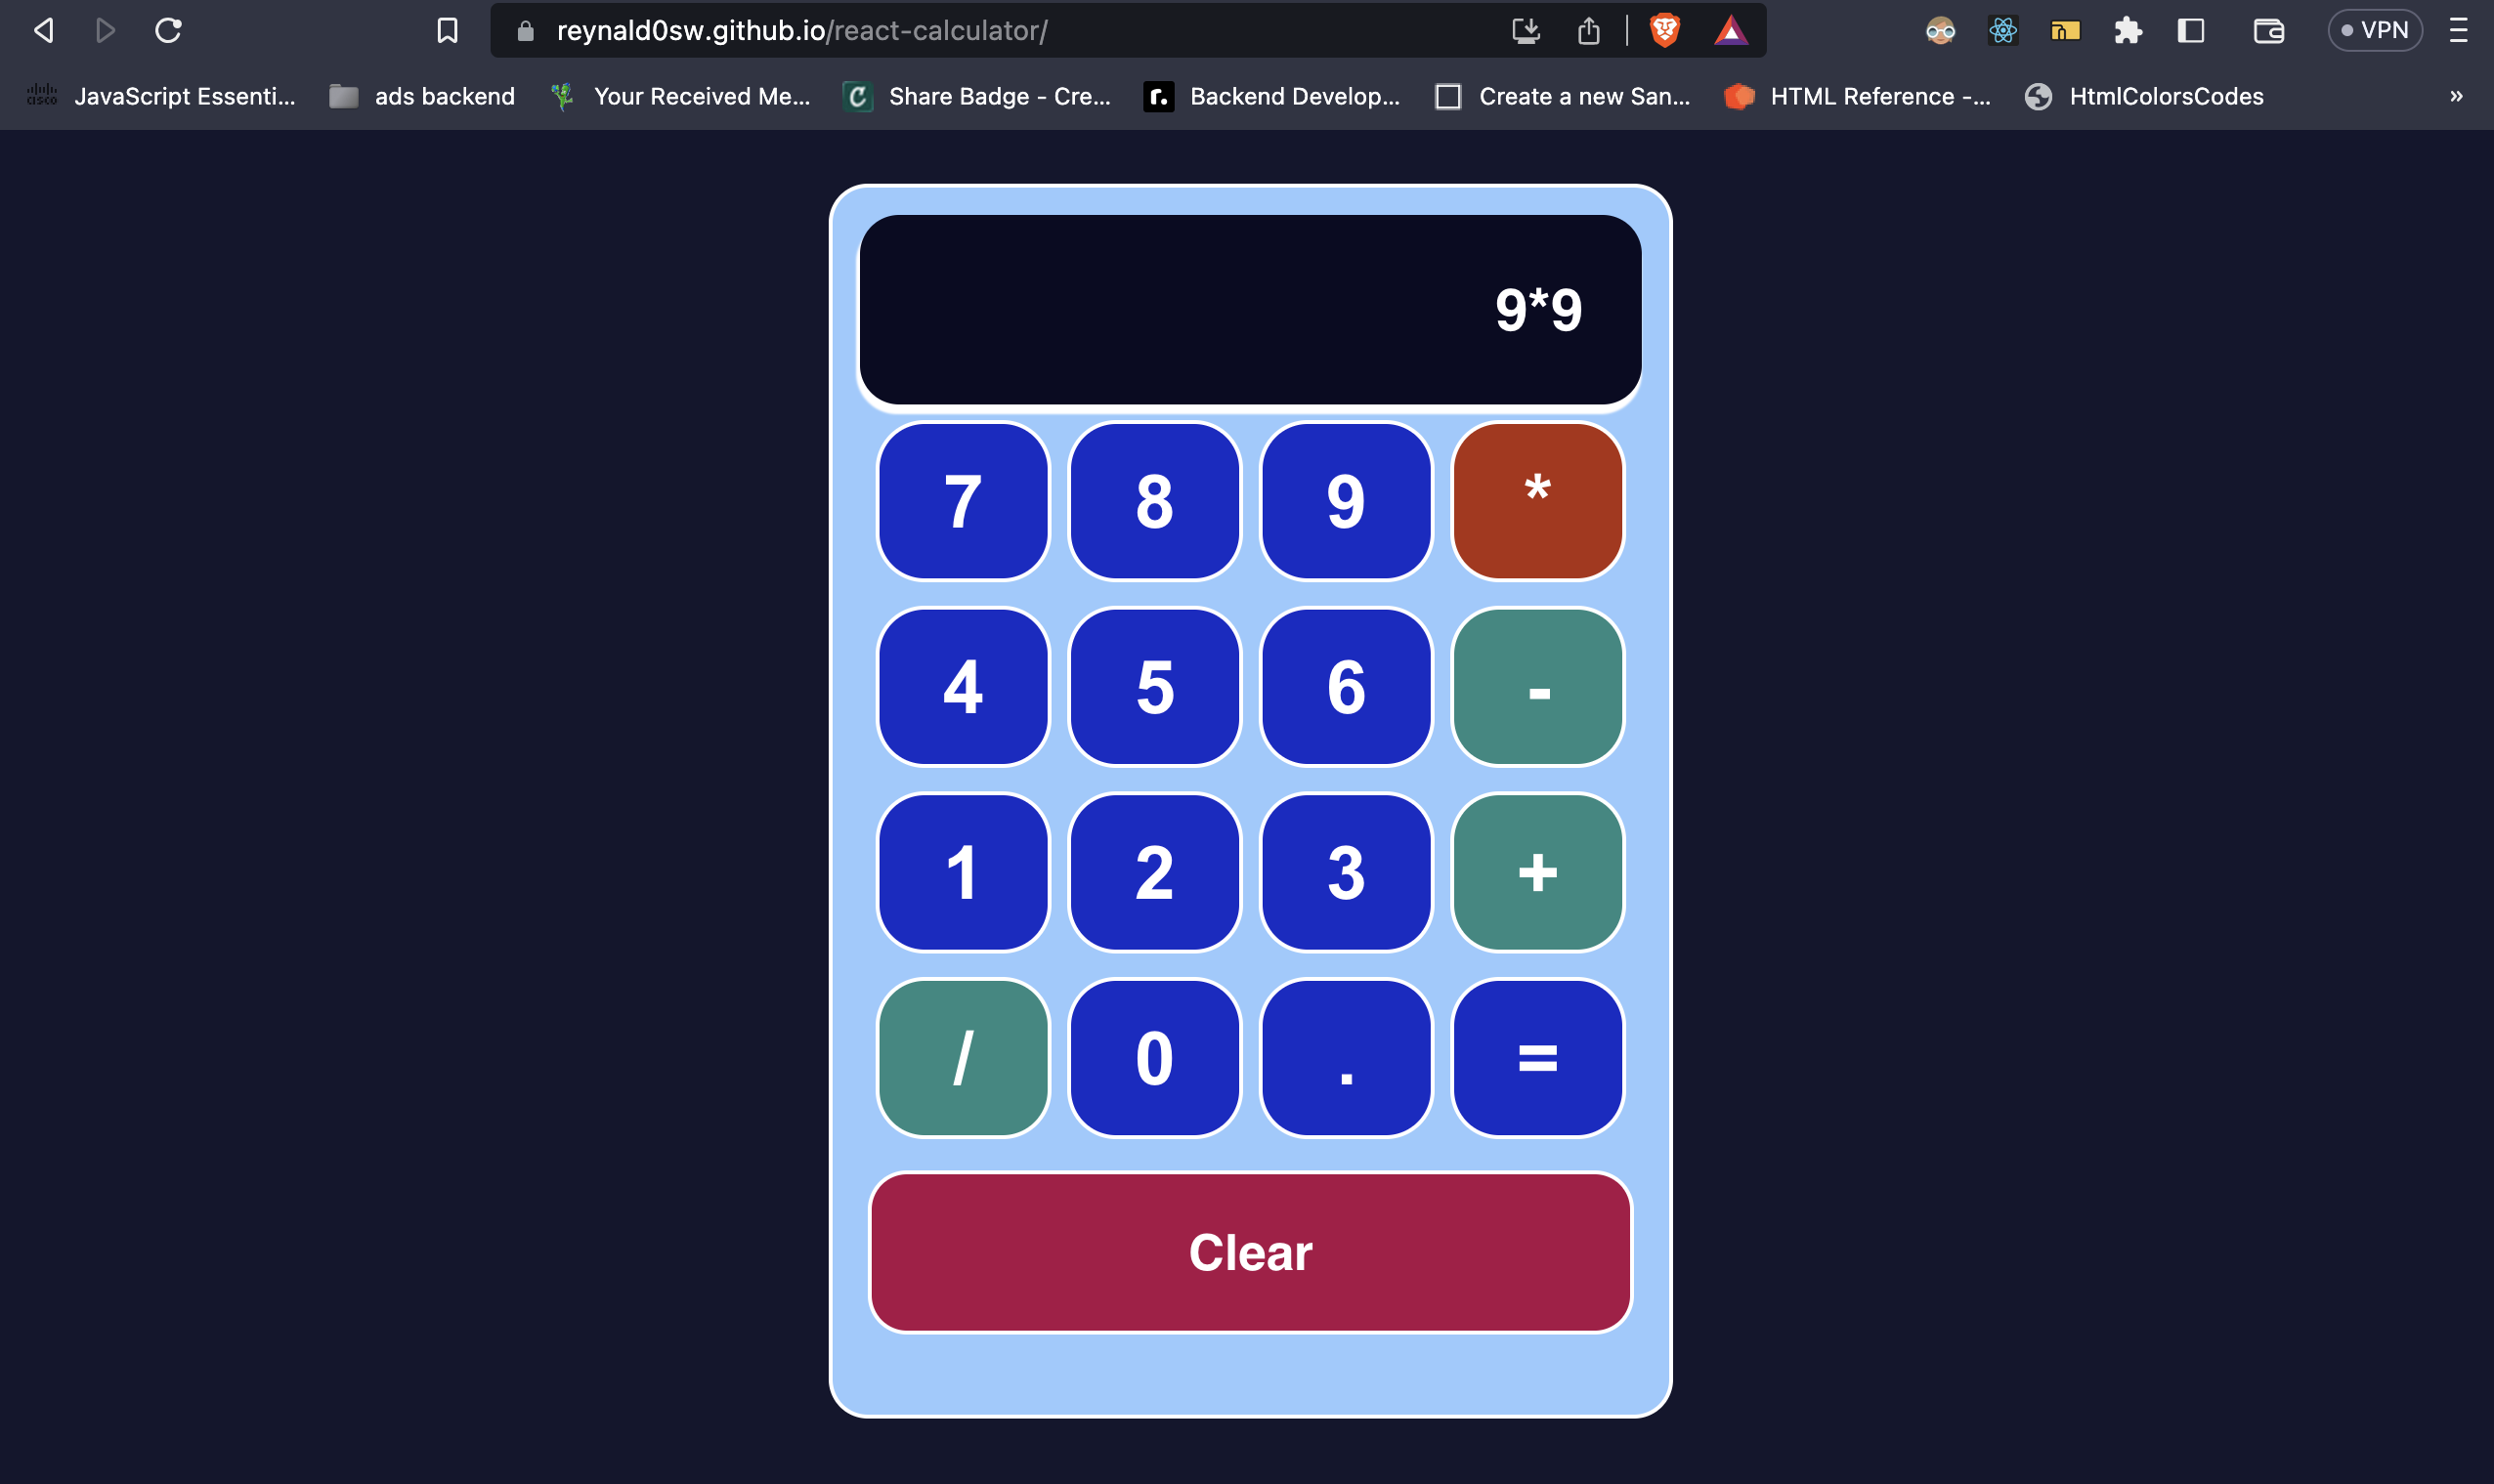 reynald0sw.github.io/react-calculator/
VPN
CISCO JavaScript Essenti... ads backend Your Received Me... C Share Badge - Cre... r. Backend Develop... Create a new San... HTML Reference -... HtmlColorsCodes »
9*9
7 8 9 *
4 5 6 -
1 2 3 +
/ 0 . =
Clear